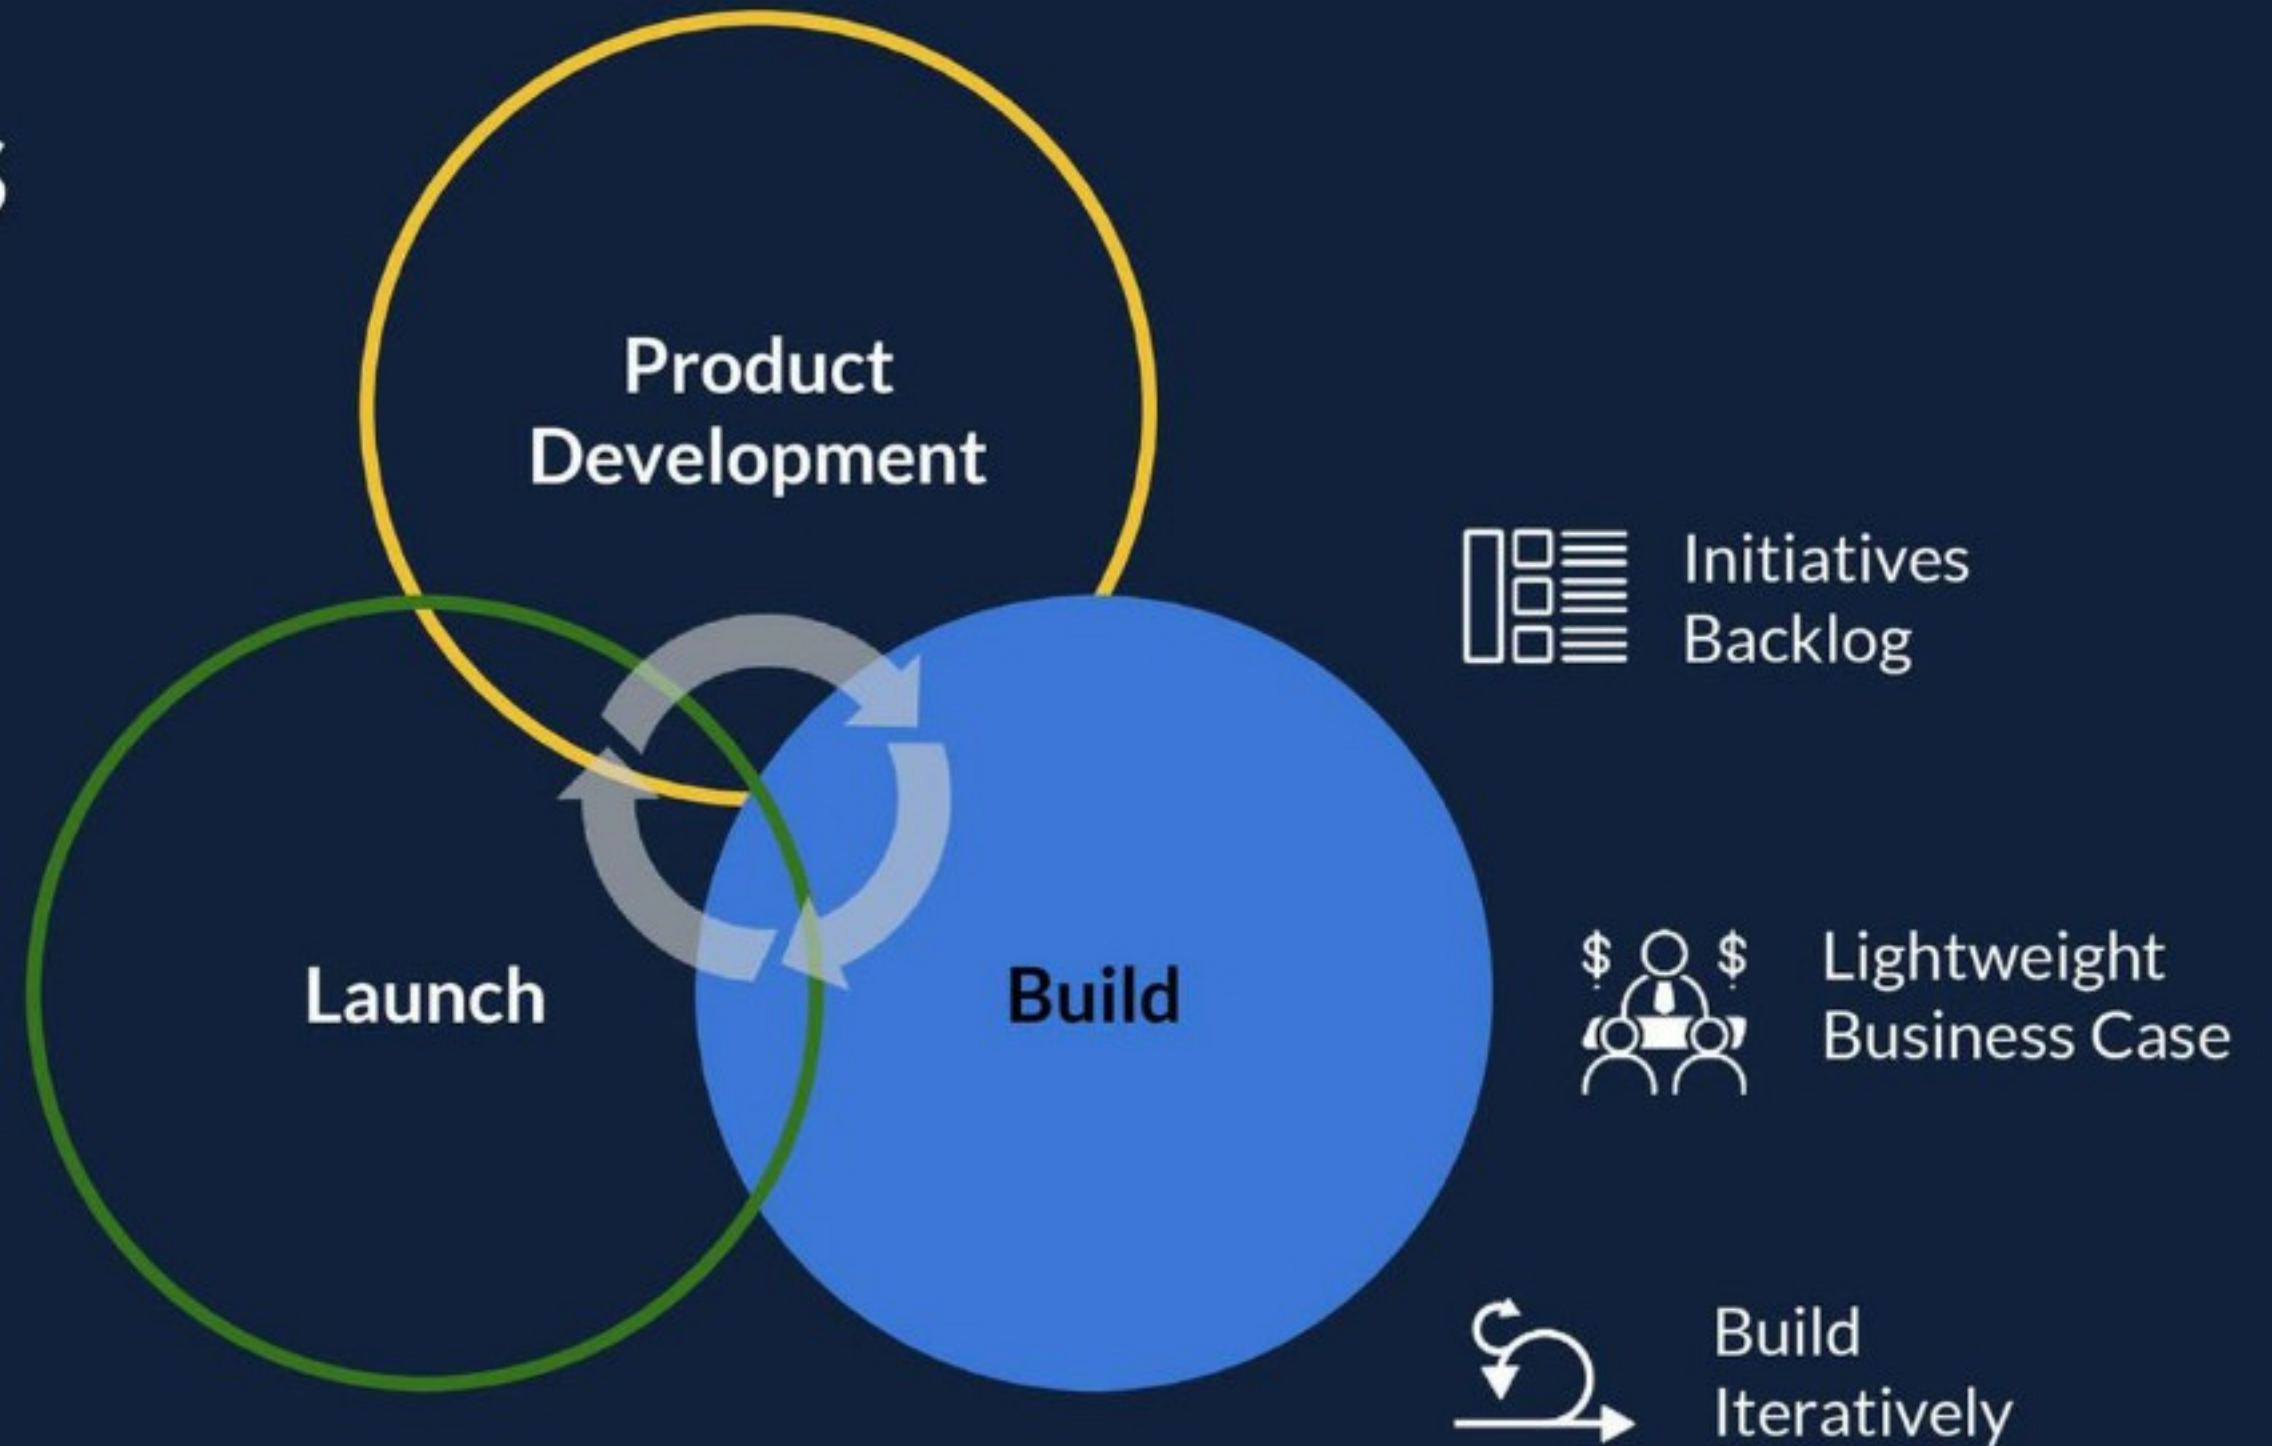 Product
Development
Initiatives
Backlog
Launch
Build
Lightweight
Business Case
Build
Iteratively